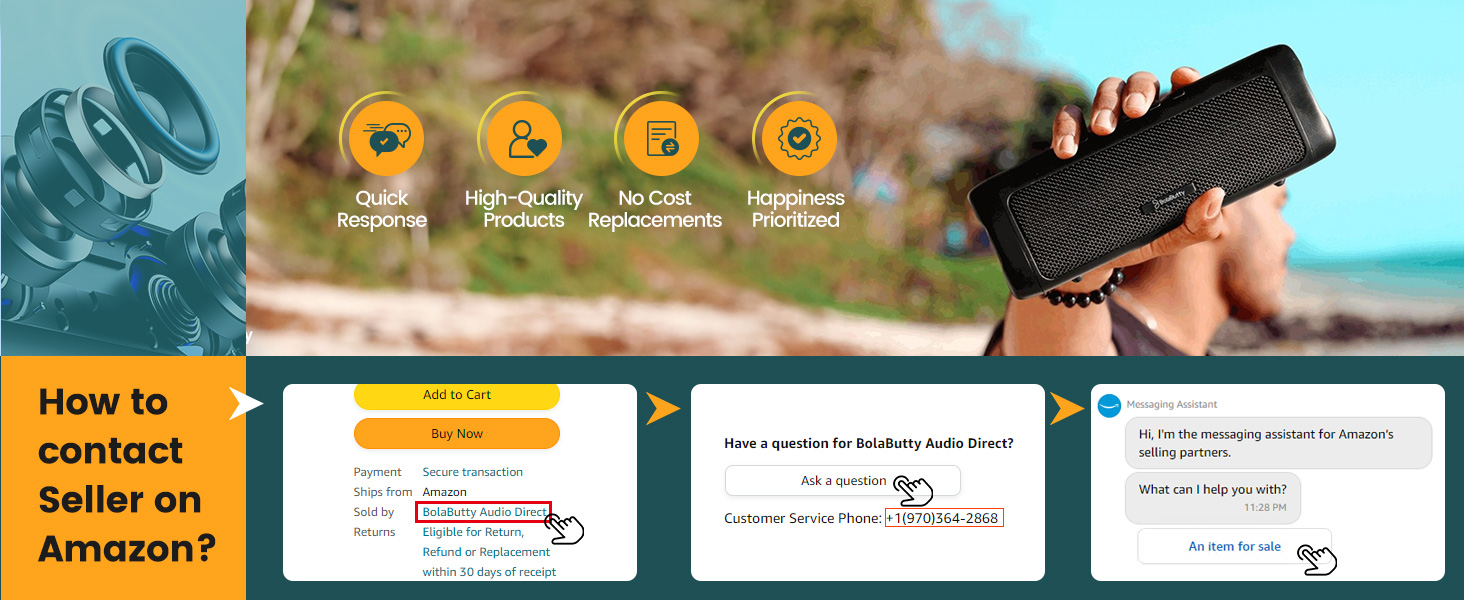 Quick
Response
High-Quality
Products
No Cost
Replacements
Happiness
Prioritized
BolaButty
y
How to
contact
Seller on
Amazon?
Add to Cart
Buy Now
Payment Secure transaction
Ships from Amazon
Sold by BolaButty Audio Direct
Returns Eligible for Return,
Refund or Replacement
within 30 days of receipt
Have a question for BolaButty Audio Direct?
Ask a question
Customer Service Phone: +1(970)364-2868
Messaging Assistant
Hi, I'm the messaging assistant for Amazon's
selling partners.
What can I help you with?
11:28 PM
An item for sale